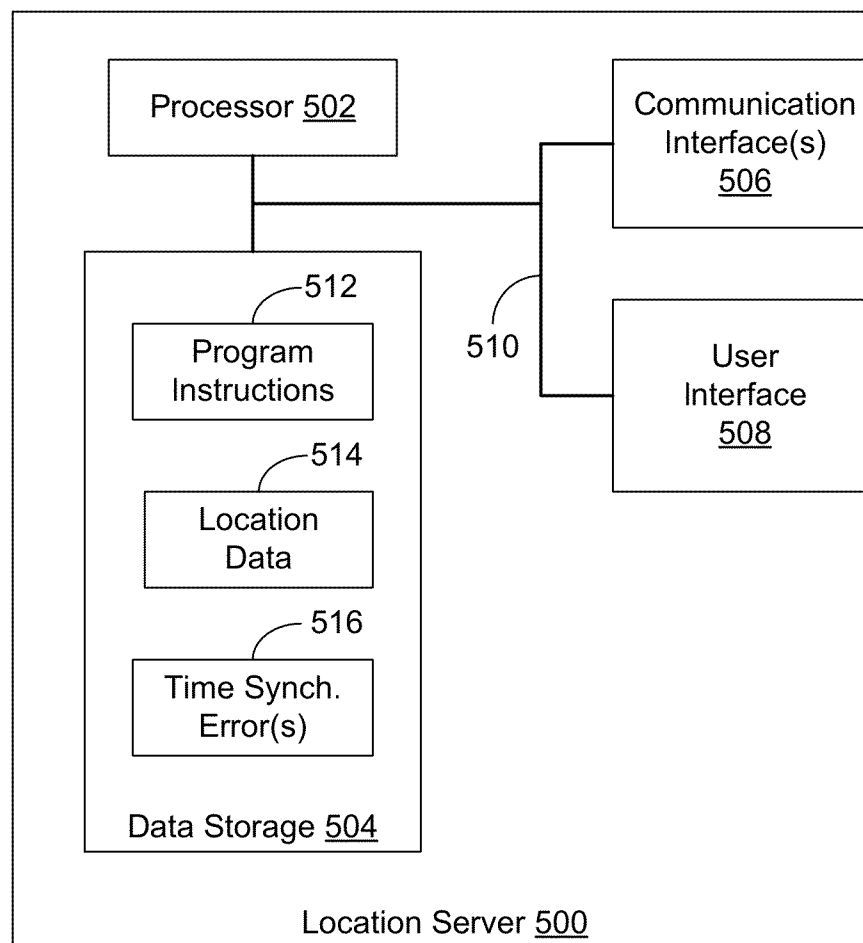 Processor 502
Communication
Interface(s)
506
512
Program
Instructions
510
User
Interface
508
514
Location
Data
516
Time Synch.
Error(s)
Data Storage 504
Location Server 500